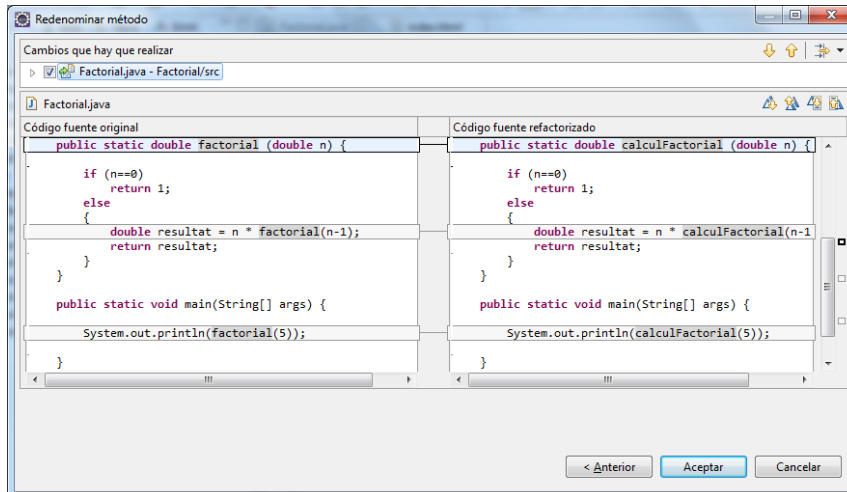 Redenominar método
Cambios que hay que realizar
Factorial.java - Factorial/src
Factorial.java
Código fuente original
public static double factorial (double n) {
if (n==0)
return 1;
else
{
double resultat = n * factorial(n-1);
return resultat;
}
}
public static void main(String[] args) {
System.out.println(factorial(5));
}
Código fuente refactorizado
public static double calculFactorial (double n) {
if (n==0)
return 1;
else
{
double resultat = n * calculFactorial(n-1
return resultat;
}
}
public static void main(String[] args) {
System.out.println(calculFactorial(5));
}
< Anterior
Aceptar
Cancelar